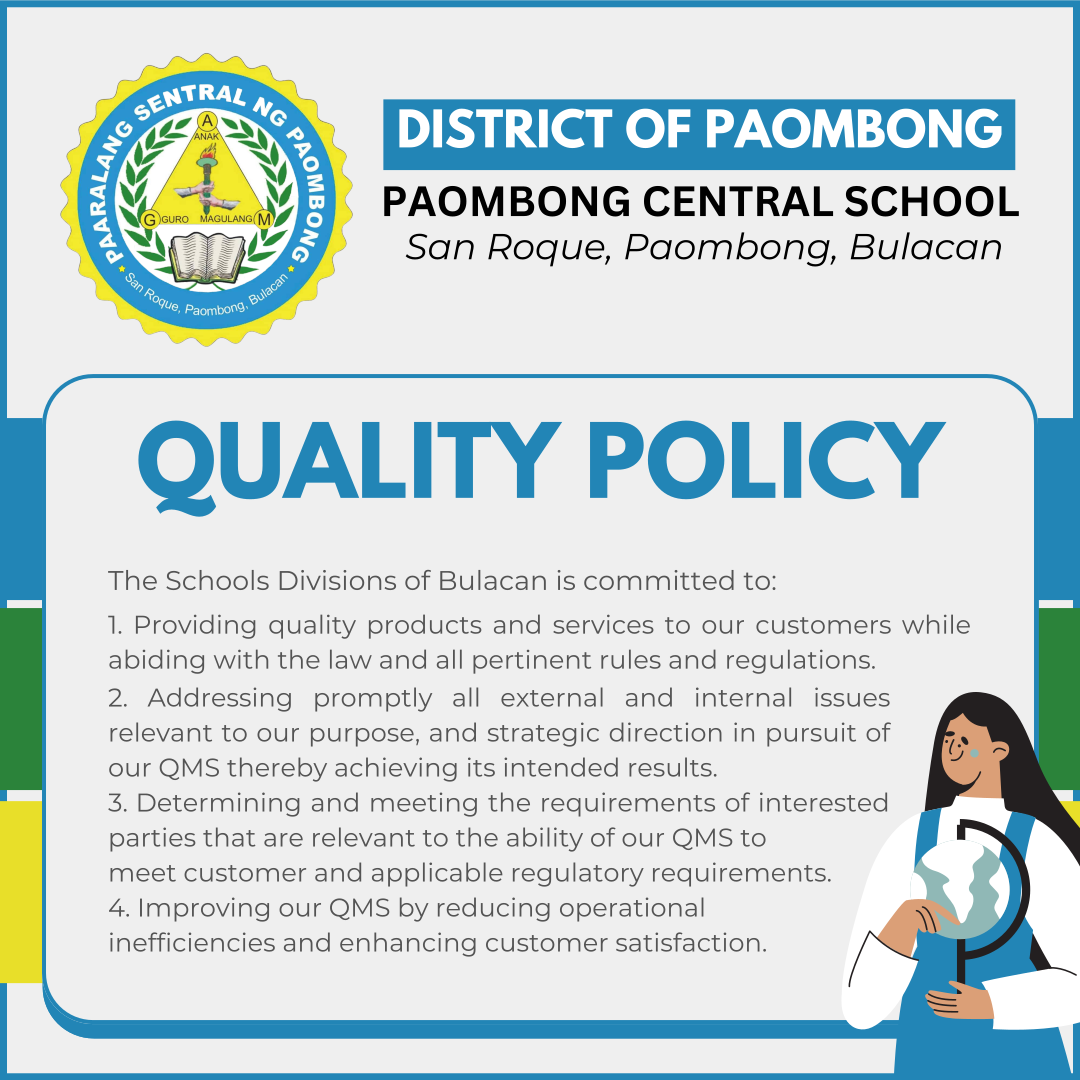 PAARALANG SENTRAL NG PAOMBONG
A
ANAK
G GURO MAGULANG M
San Roque, Paombong, Bulacan
DISTRICT OF PAOMBONG
PAOMBONG CENTRAL SCHOOL
San Roque, Paombong, Bulacan
QUALITY POLICY
The Schools Divisions of Bulacan is committed to:
1. Providing quality products and services to our customers while
abiding with the law and all pertinent rules and regulations.
2. Addressing promptly all external and internal issues
relevant to our purpose, and strategic direction in pursuit of
our QMS thereby achieving its intended results.
3. Determining and meeting the requirements of interested
parties that are relevant to the ability of our QMS to
meet customer and applicable regulatory requirements.
4. Improving our QMS by reducing operational
inefficiencies and enhancing customer satisfaction.